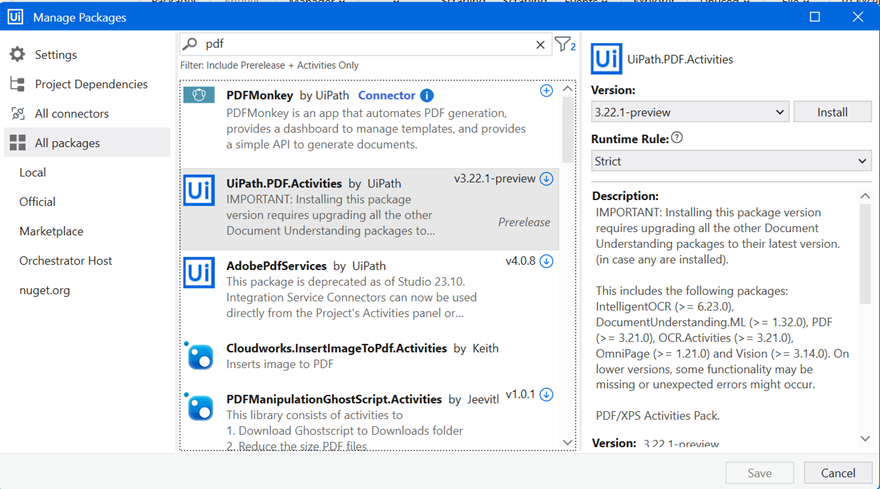 Ui Manage Packages
Settings
Project Dependencies
All connectors
All packages
Local
Official
Marketplace
Orchestrator Host
nuget.org
pdf
2
Filter: Include Prerelease + Activities Only
PDFMonkey by UiPath Connector i
PDFMonkey is an app that automates PDF generation,
provides a dashboard to manage templates, and provides
a simple API to generate documents.
Ui
UiPath.PDF.Activities by UiPath v3.22.1-preview
IMPORTANT: Installing this package
version requires upgrading all the other
Document Understanding packages to...
Prerelease
Ui
AdobePdfServices by UiPath v4.0.8
This package is deprecated as of Studio 23.10.
Integration Service Connectors can now be used
directly from the Project's Activities panel or...
Cloudworks.InsertImageToPdf.Activities by Keith
Inserts image to PDF
PDFManipulationGhostScript.Activities by Jeevitl v1.0.1
This library consists of activities to
1. Download Ghostscript to Downloads folder
2. Reduce the size PDF files
Ui UiPath.PDF.Activities
Version:
3.22.1-preview Install
Runtime Rule: ?
Strict
Description:
IMPORTANT: Installing this package version
requires upgrading all the other Document
Understanding packages to their latest version.
(in case any are installed).
This includes the following packages:
IntelligentOCR (>= 6.23.0),
DocumentUnderstanding.ML (>= 1.32.0), PDF
(>= 3.21.0), OCR.Activities (>= 3.21.0),
OmniPage (>= 1.21.0) and Vision (>= 3.14.0). On
lower versions, some functionality may be
missing or unexpected errors might occur.
PDF/XPS Activities Pack.
Version: 3.22.1-preview
Save Cancel